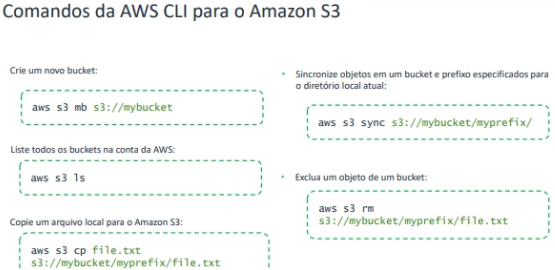 Comandos da AWS CLI para o Amazon S3
Crie um novo bucket:
aws s3 mb s3://mybucket
Liste todos os buckets na conta da AWS:
aws s3 ls
Copie um arquivo local para o Amazon S3:
aws s3 cp file.txt
s3://mybucket/myprefix/file.txt
• Sincronize objetos em um bucket e prefixo especificados para
o diretório local atual:
aws s3 sync s3://mybucket/myprefix/
• Exclua um objeto de um bucket:
aws s3 rm
s3://mybucket/myprefix/file.txt